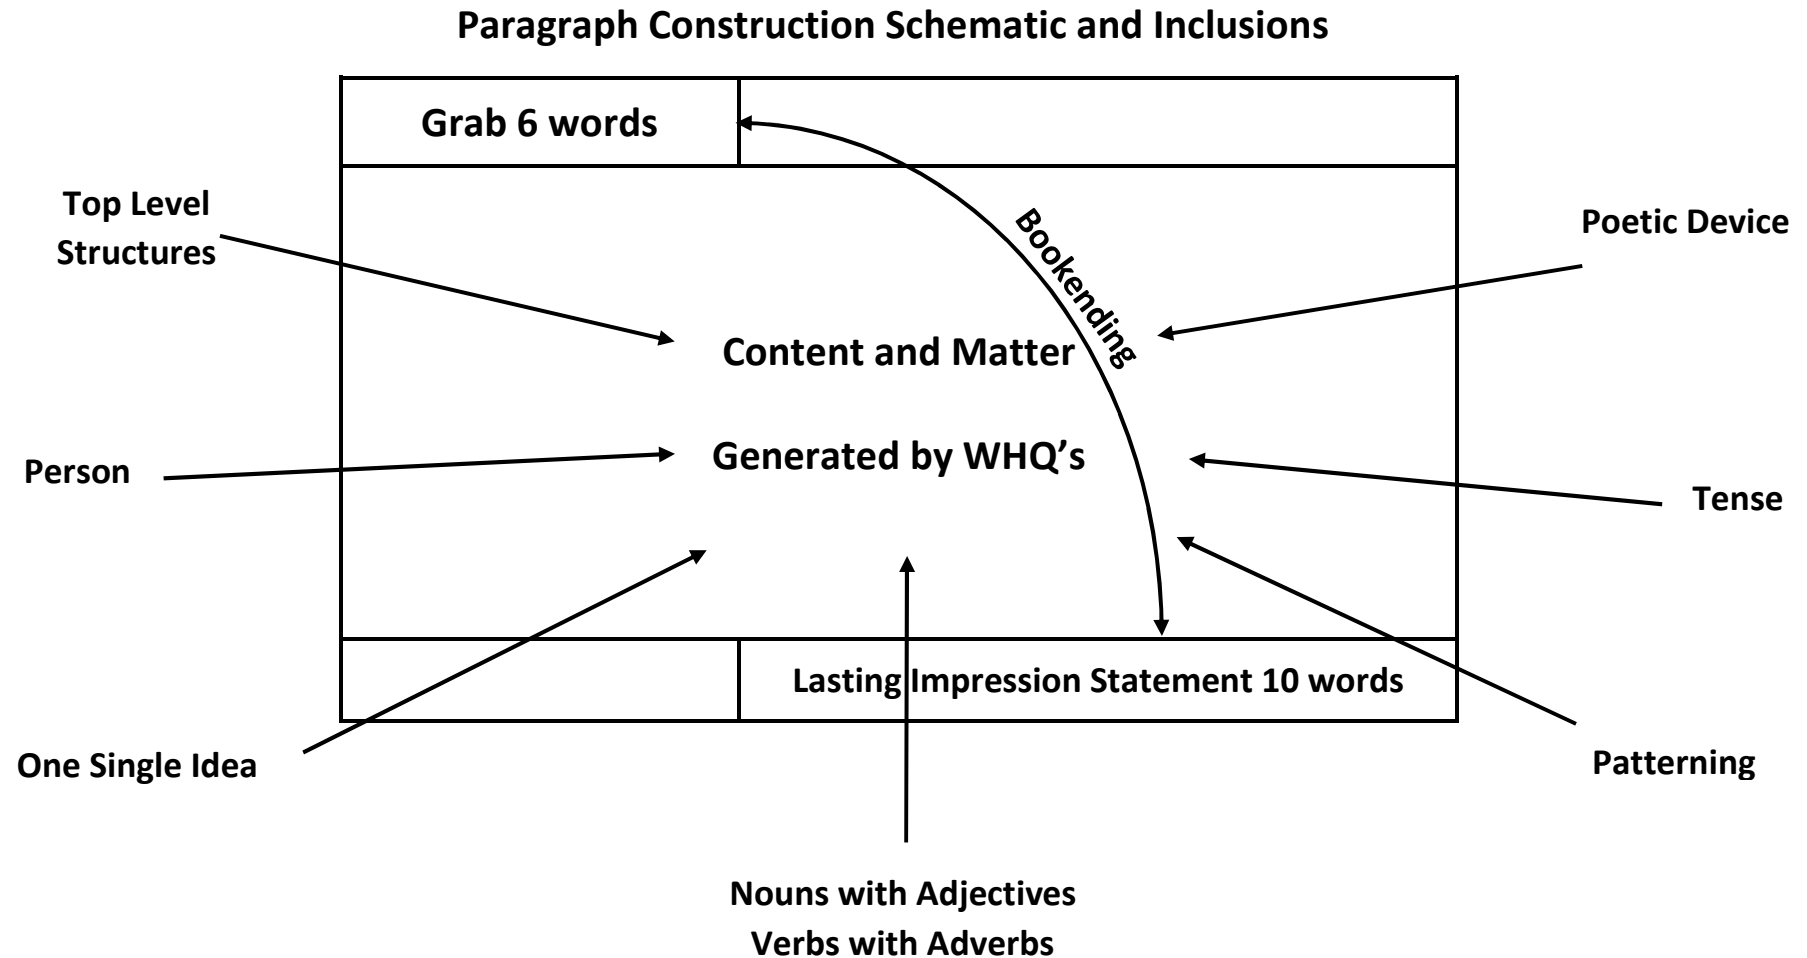 Paragraph Construction Schematic and Inclusions
Grab 6 words
Top Level
Structures
Poetic Device
Bookending
Content and Matter
Generated by WHQ’s
Person
Tense
Lasting Impression Statement 10 words
One Single Idea
Patterning
Nouns with Adjectives
Verbs with Adverbs